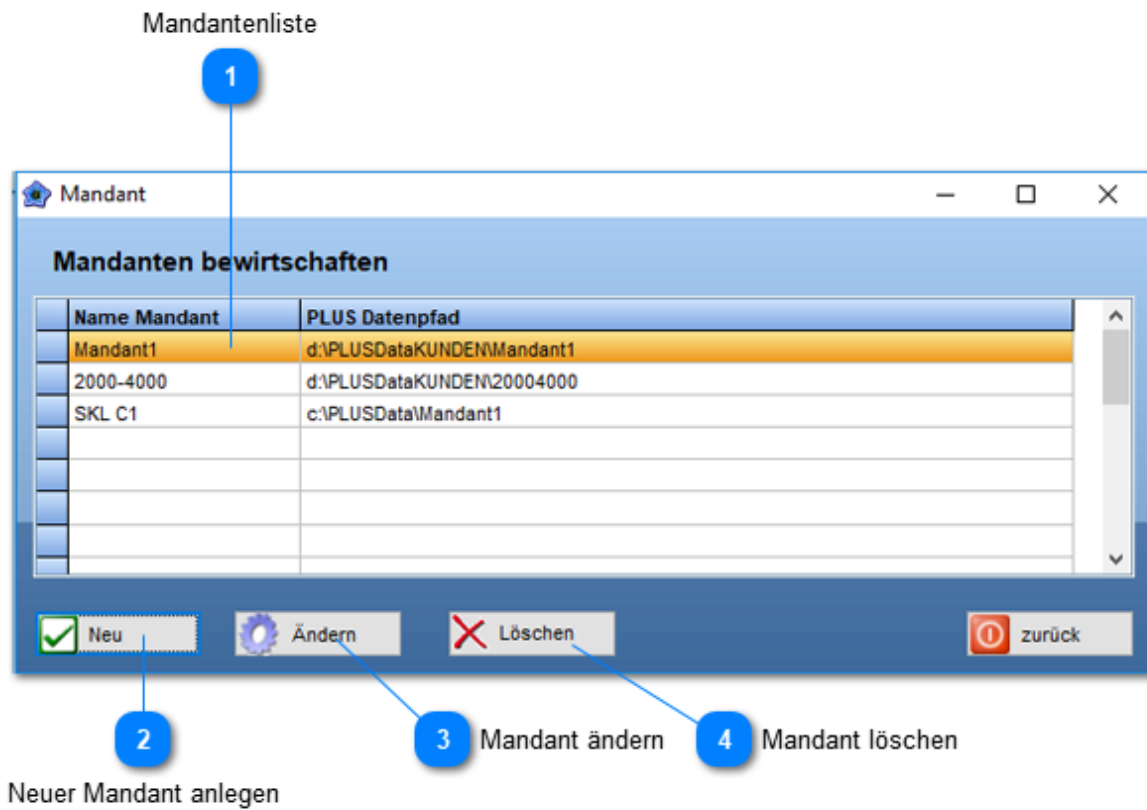 Mandantenliste
1
Mandant
Mandanten bewirtschaften
Name Mandant PLUS Datenpfad
Mandant1 d:\PLUSDataKUNDEN\Mandant1
2000-4000 d:\PLUSDataKUNDEN\20004000
SKL C1 c:\PLUSData\Mandant1
Neu Ändern Löschen zurück
2 3 Mandant ändern 4 Mandant löschen
Neuer Mandant anlegen